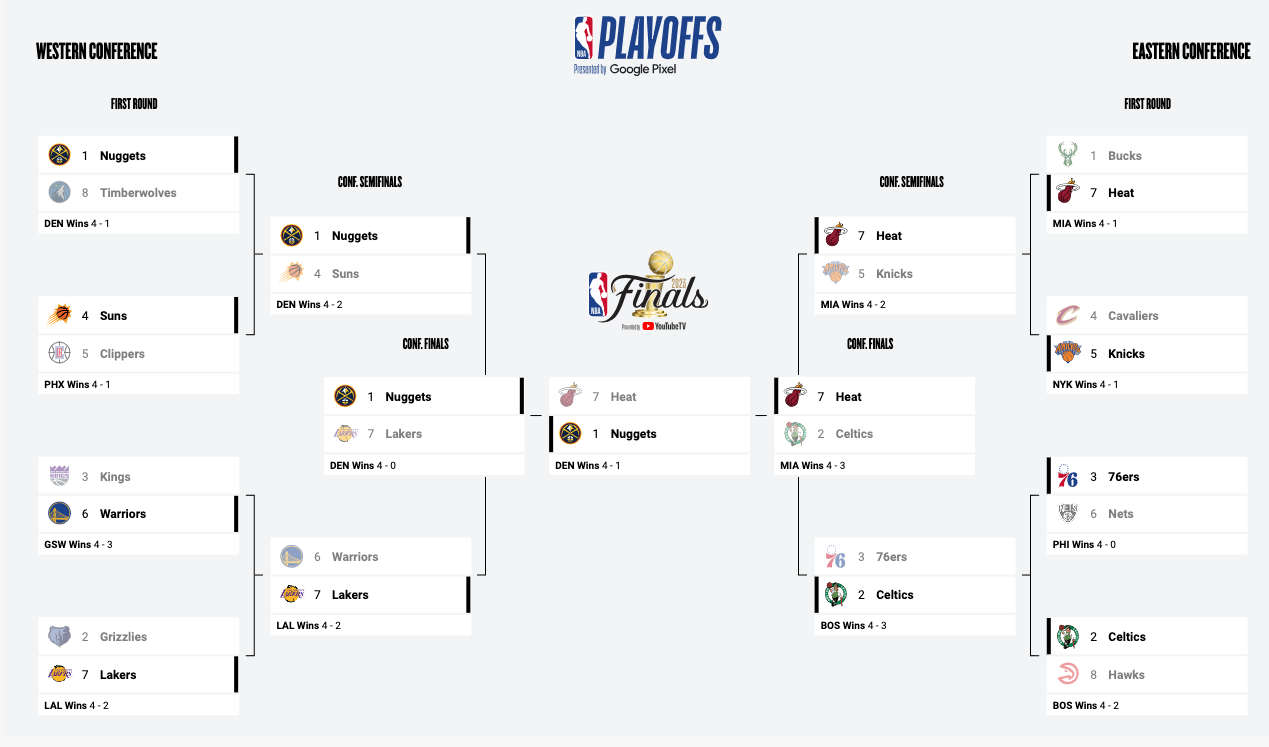 NBA PLAYOFFS
Presented by Google Pixel
WESTERN CONFERENCE
EASTERN CONFERENCE
FIRST ROUND
1 Nuggets
8 Timberwolves
DEN Wins 4 - 1
4 Suns
5 Clippers
PHX Wins 4 - 1
3 Kings
6 Warriors
GSW Wins 4 - 3
2 Grizzlies
7 Lakers
LAL Wins 4 - 2
CONF. SEMIFINALS
1 Nuggets
4 Suns
DEN Wins 4 - 2
6 Warriors
7 Lakers
LAL Wins 4 - 2
CONF. FINALS
1 Nuggets
7 Lakers
DEN Wins 4 - 0
NBA Finals 2023
Presented by YouTubeTV
7 Heat
1 Nuggets
DEN Wins 4 - 1
CONF. FINALS
7 Heat
2 Celtics
MIA Wins 4 - 3
CONF. SEMIFINALS
7 Heat
5 Knicks
MIA Wins 4 - 2
3 76ers
2 Celtics
BOS Wins 4 - 3
FIRST ROUND
1 Bucks
7 Heat
MIA Wins 4 - 1
4 Cavaliers
5 Knicks
NYK Wins 4 - 1
3 76ers
6 Nets
PHI Wins 4 - 0
2 Celtics
8 Hawks
BOS Wins 4 - 2